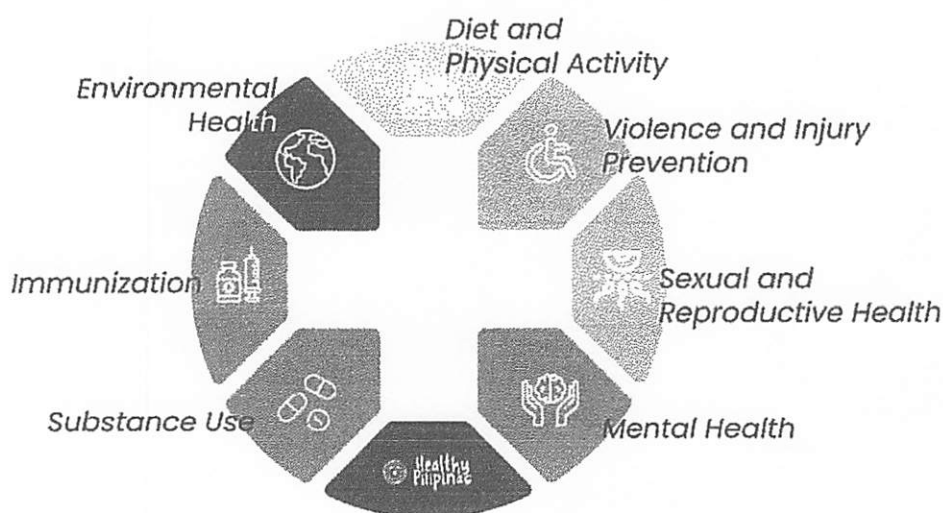 Diet and
Physical Activity
Environmental
Health
Violence and Injury
Prevention
Immunization
Sexual and
Reproductive Health
Substance Use
Mental Health
Healthy
Pilipinas